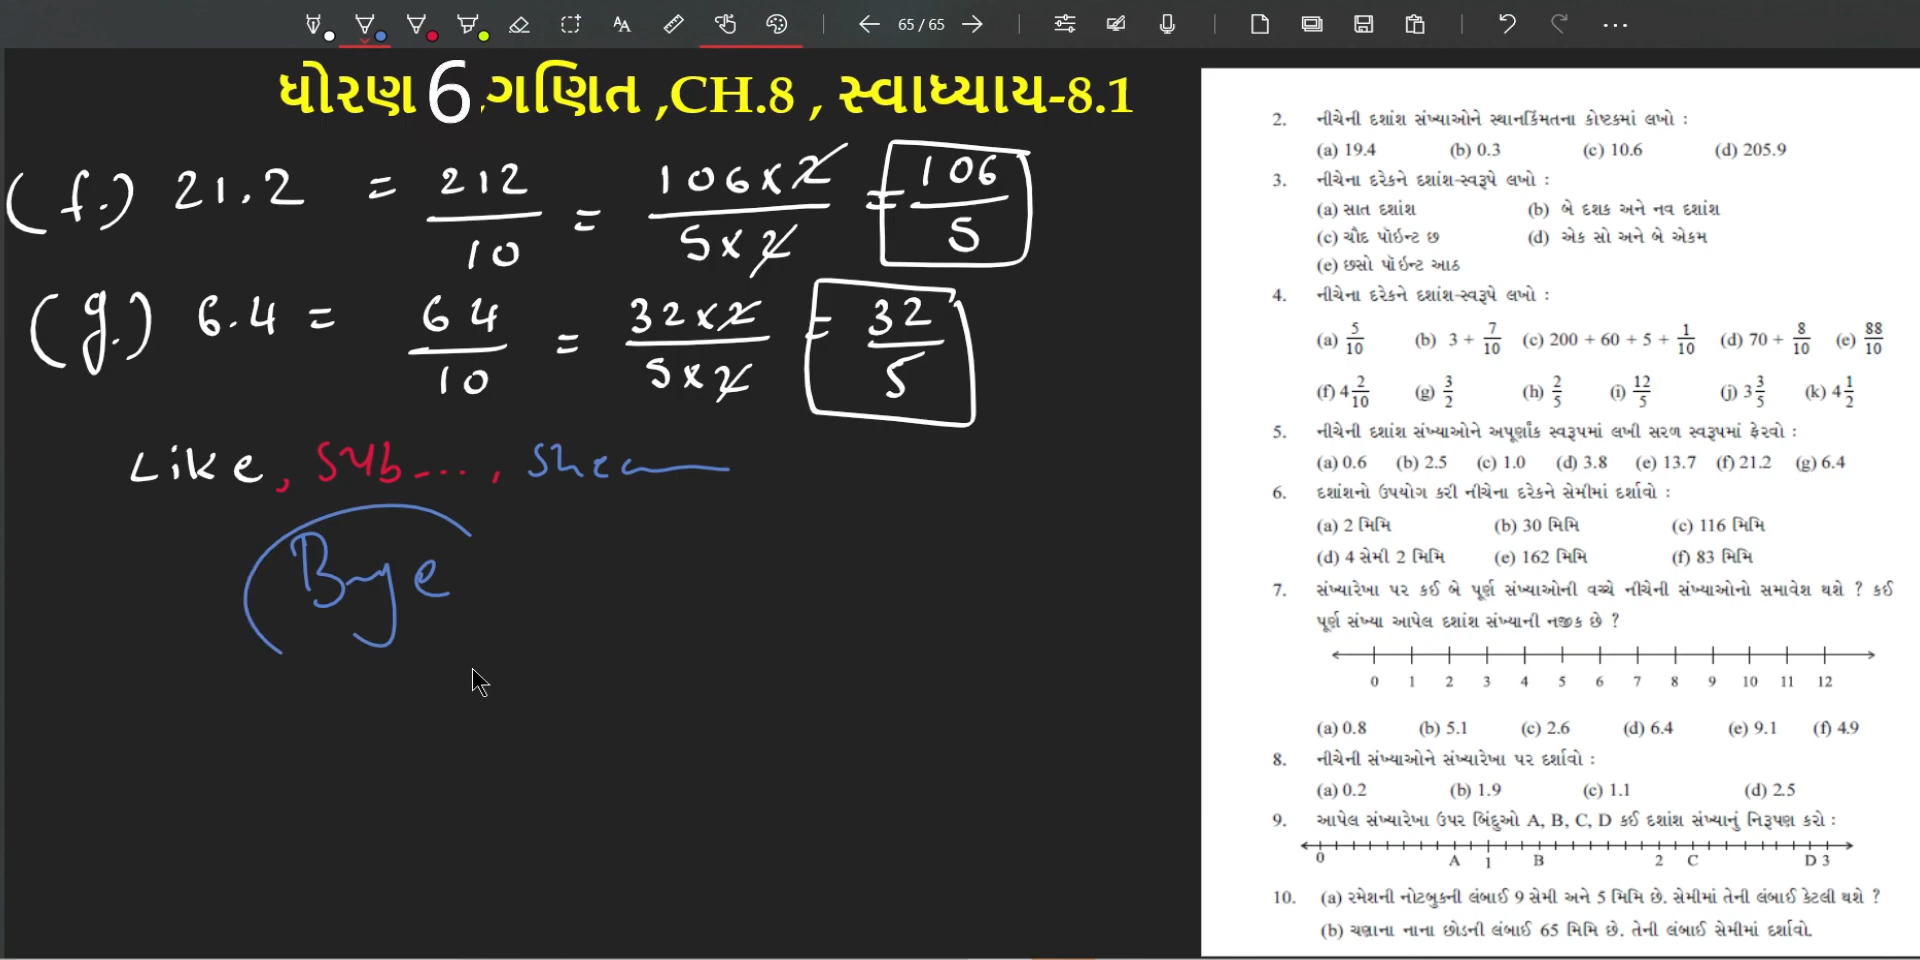 65 / 65
ધોરણ 6 ,ગણિત ,CH.8 , સ્વાધ્યાય-8.1
(f.) 21.2 = 212/10 = 106×2/5×2 = 106/5
(g.) 6.4 = 64/10 = 32×2/5×2 = 32/5
Like, Sub...,
Bye
2. નીચેની દશાંશ સંખ્યાઓને સ્થાનકિંમતના કોષ્ટકમાં લખો :
(a) 19.4 (b) 0.3 (c) 10.6 (d) 205.9
3. નીચેના દરેકને દશાંશ-સ્વરૂપે લખો :
(a) સાત દશાંશ (b) બે દશક અને નવ દશાંશ
(c) ચૌદ પૉઇન્ટ છ (d) એક સો અને બે એકમ
(e) છસો પૉઇન્ટ આઠ
4. નીચેના દરેકને દશાંશ-સ્વરૂપે લખો :
(a) 5/10 (b) 3 + 7/10 (c) 200 + 60 + 5 + 1/10 (d) 70 + 8/10 (e) 88/10
(f) 4 2/10 (g) 3/2 (h) 2/5 (i) 12/5 (j) 3 3/5 (k) 4 1/2
5. નીચેની દશાંશ સંખ્યાઓને અપૂર્ણાંક સ્વરૂપમાં લખી સરળ સ્વરૂપમાં ફેરવો :
(a) 0.6 (b) 2.5 (c) 1.0 (d) 3.8 (e) 13.7 (f) 21.2 (g) 6.4
6. દશાંશનો ઉપયોગ કરી નીચેના દરેકને સેમીમાં દર્શાવો :
(a) 2 મિમિ (b) 30 મિમિ (c) 116 મિમિ
(d) 4 સેમી 2 મિમિ (e) 162 મિમિ (f) 83 મિમિ
7. સંખ્યારેખા પર કઈ બે પૂર્ણ સંખ્યાઓની વચ્ચે નીચેની સંખ્યાઓનો સમાવેશ થશે ? કઈ
પૂર્ણ સંખ્યા આપેલ દશાંશ સંખ્યાની નજીક છે ?
0 1 2 3 4 5 6 7 8 9 10 11 12
(a) 0.8 (b) 5.1 (c) 2.6 (d) 6.4 (e) 9.1 (f) 4.9
8. નીચેની સંખ્યાઓને સંખ્યારેખા પર દર્શાવો :
(a) 0.2 (b) 1.9 (c) 1.1 (d) 2.5
9. આપેલ સંખ્યારેખા ઉપર બિંદુઓ A, B, C, D કઈ દશાંશ સંખ્યાનું નિરૂપણ કરો :
0 A 1 B 2 C D 3
10. (a) રમેશની નોટબુકની લંબાઈ 9 સેમી અને 5 મિમિ છે. સેમીમાં તેની લંબાઈ કેટલી થશે ?
(b) ચણાના નાના છોડની લંબાઈ 65 મિમિ છે. તેની લંબાઈ સેમીમાં દર્શાવો.